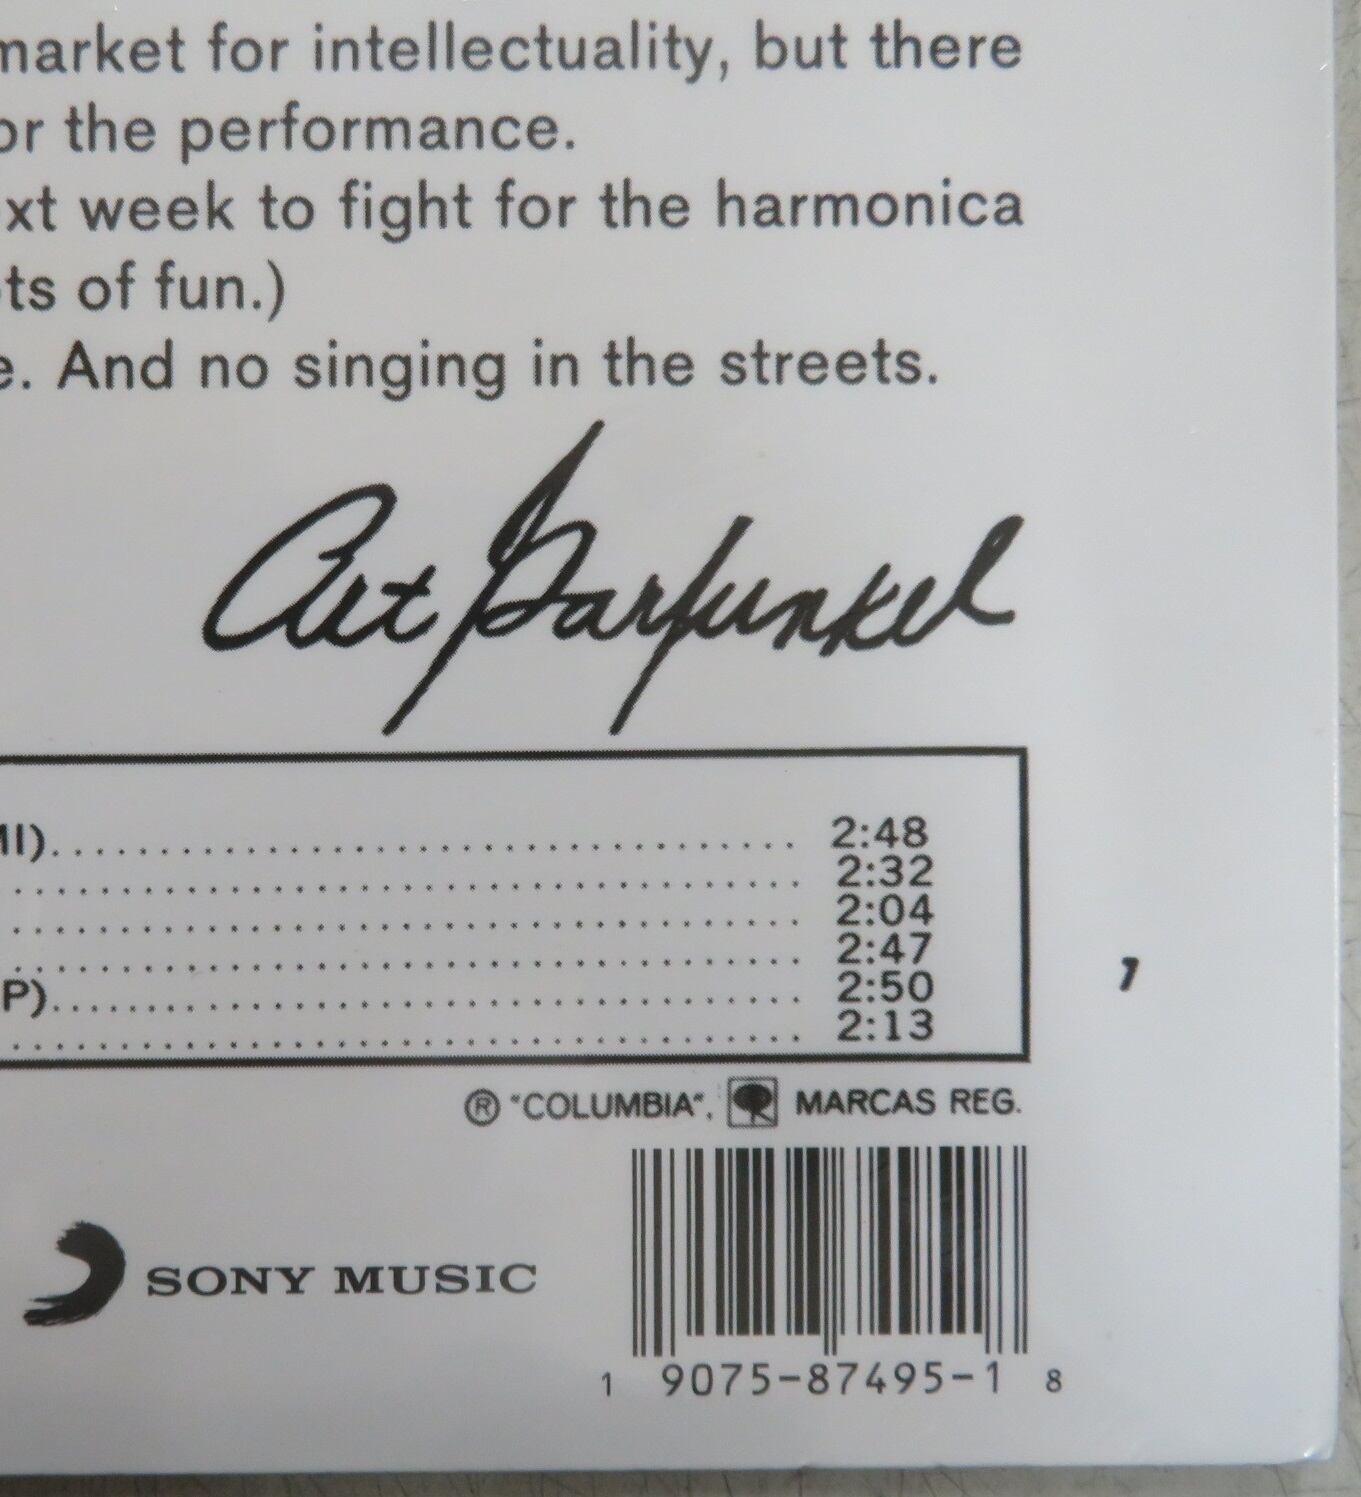 market for intellectuality, but there
or the performance.
xt week to fight for the harmonica
ts of fun.)
e. And no singing in the streets.
Art Garfunkel
MI)........................................ 2:48
........................................ 2:32
........................................ 2:04
........................................ 2:47
P)........................................ 2:50
........................................ 2:13
® "COLUMBIA", MARCAS REG.
SONY MUSIC
1 9075-87495-1 8